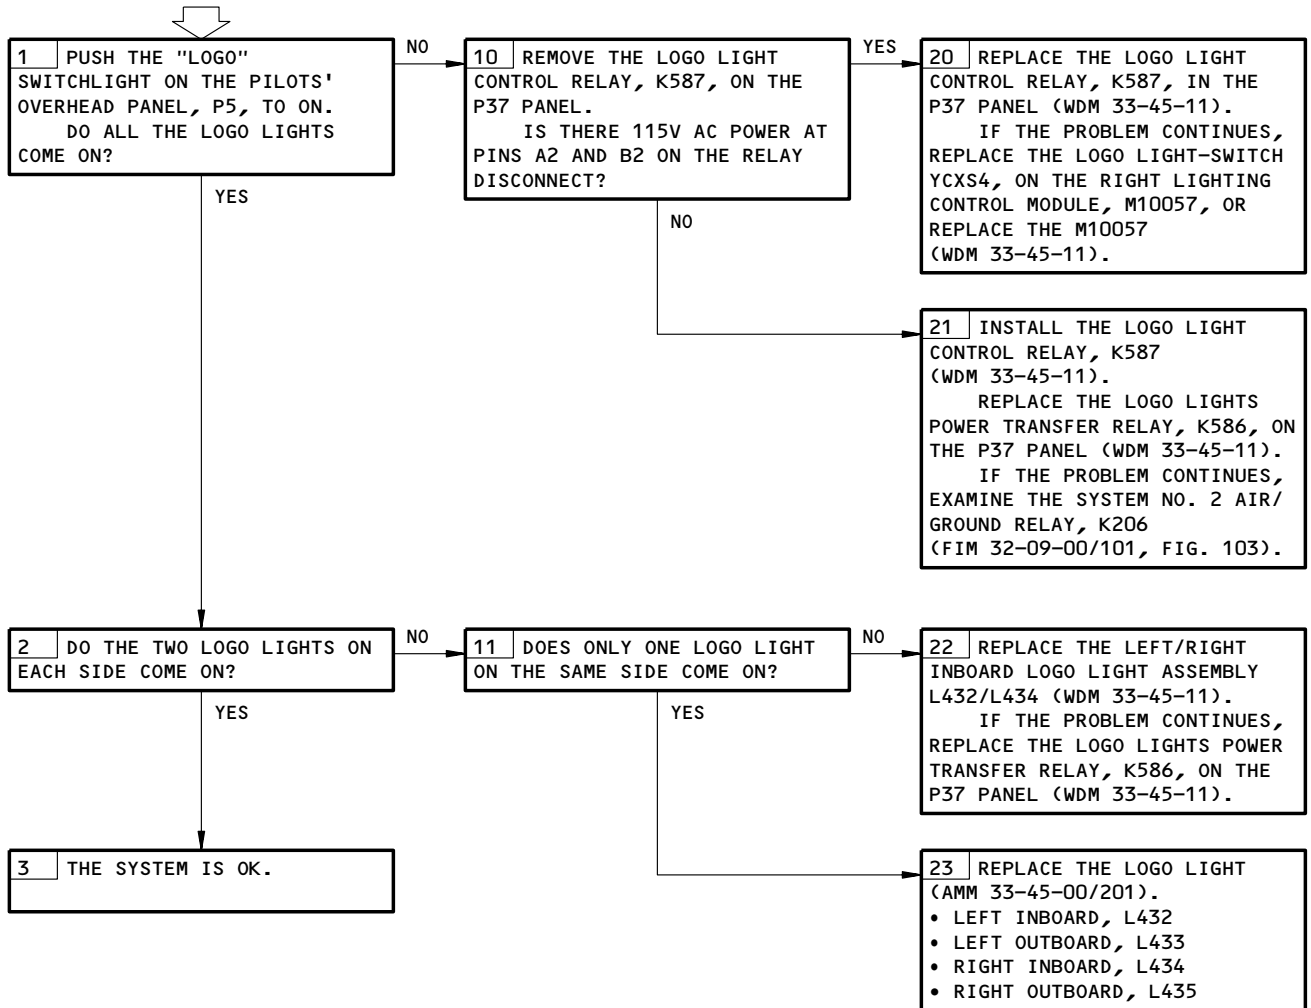 1 PUSH THE "LOGO"
SWITCHLIGHT ON THE PILOTS'
OVERHEAD PANEL, P5, TO ON.
DO ALL THE LOGO LIGHTS
COME ON?
NO
YES
10 REMOVE THE LOGO LIGHT
CONTROL RELAY, K587, ON THE
P37 PANEL.
IS THERE 115V AC POWER AT
PINS A2 AND B2 ON THE RELAY
DISCONNECT?
YES
NO
20 REPLACE THE LOGO LIGHT
CONTROL RELAY, K587, IN THE
P37 PANEL (WDM 33-45-11).
IF THE PROBLEM CONTINUES,
REPLACE THE LOGO LIGHT-SWITCH
YCXS4, ON THE RIGHT LIGHTING
CONTROL MODULE, M10057, OR
REPLACE THE M10057
(WDM 33-45-11).
21 INSTALL THE LOGO LIGHT
CONTROL RELAY, K587
(WDM 33-45-11).
REPLACE THE LOGO LIGHTS
POWER TRANSFER RELAY, K586, ON
THE P37 PANEL (WDM 33-45-11).
IF THE PROBLEM CONTINUES,
EXAMINE THE SYSTEM NO. 2 AIR/
GROUND RELAY, K206
(FIM 32-09-00/101, FIG. 103).
2 DO THE TWO LOGO LIGHTS ON
EACH SIDE COME ON?
NO
YES
11 DOES ONLY ONE LOGO LIGHT
ON THE SAME SIDE COME ON?
NO
YES
22 REPLACE THE LEFT/RIGHT
INBOARD LOGO LIGHT ASSEMBLY
L432/L434 (WDM 33-45-11).
IF THE PROBLEM CONTINUES,
REPLACE THE LOGO LIGHTS POWER
TRANSFER RELAY, K586, ON THE
P37 PANEL (WDM 33-45-11).
3 THE SYSTEM IS OK.
23 REPLACE THE LOGO LIGHT
(AMM 33-45-00/201).
• LEFT INBOARD, L432
• LEFT OUTBOARD, L433
• RIGHT INBOARD, L434
• RIGHT OUTBOARD, L435